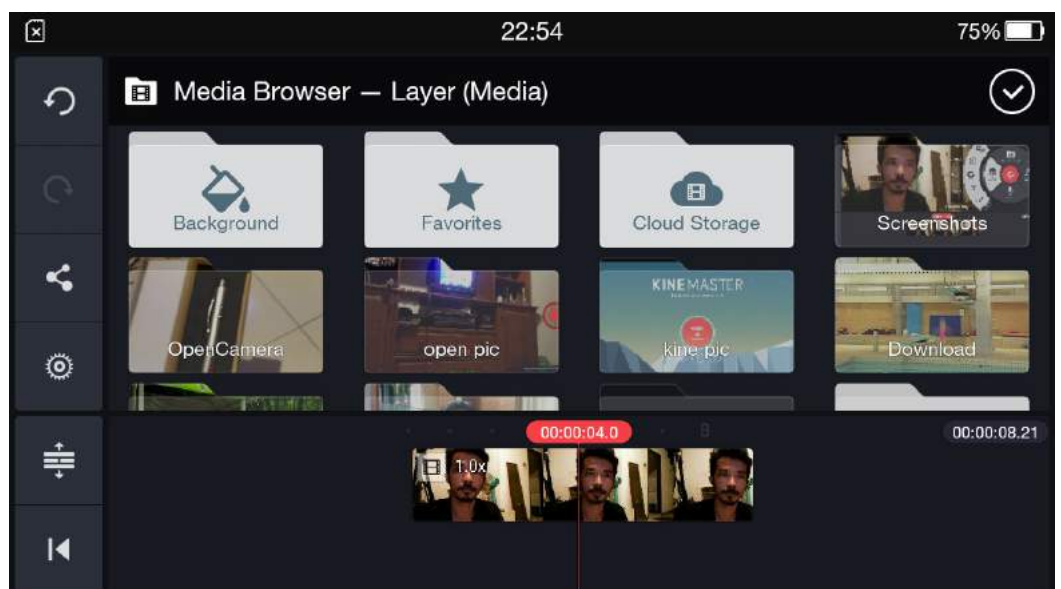 22:54
75%
Media Browser — Layer (Media)
Background
Favorites
Cloud Storage
Screenshots
KINEMASTER
OpenCamera
open pic
kine pic
Download
00:00:04.0
8
00:00:08.21
1.0x